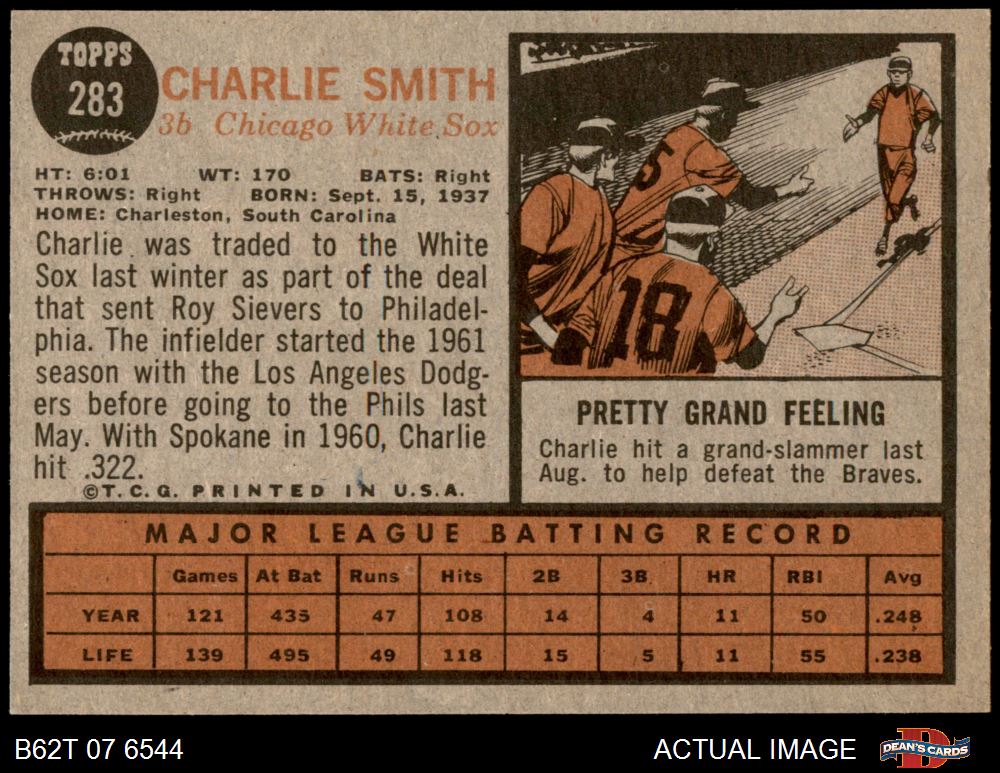 TOPPS
283
CHARLIE SMITH
3b Chicago White Sox
HT: 6:01 WT: 170 BATS: Right
THROWS: Right BORN: Sept. 15, 1937
HOME: Charleston, South Carolina
Charlie was traded to the White
Sox last winter as part of the deal
that sent Roy Sievers to Philadel-
phia. The infielder started the 1961
season with the Los Angeles Dodg-
ers before going to the Phils last
May. With Spokane in 1960, Charlie
hit .322.
©T.C.G. PRINTED IN U.S.A.
5
18
PRETTY GRAND FEELING
Charlie hit a grand-slammer last
Aug. to help defeat the Braves.
MAJOR LEAGUE BATTING RECORD
Games At Bat Runs Hits 2B 3B HR RBI Avg
YEAR 121 435 47 108 14 4 11 50 .248
LIFE 139 495 49 118 15 5 11 55 .238
B62T 07 6544
ACTUAL IMAGE
DEAN'S CARDS